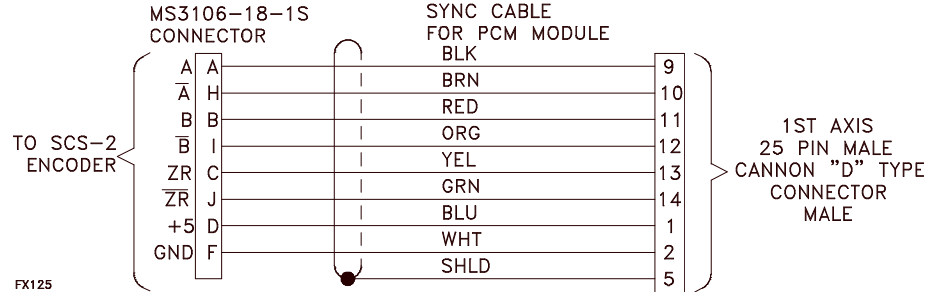 MS3106-18-1S
CONNECTOR
SYNC CABLE
FOR PCM MODULE
TO SCS-2
ENCODER
A A BLK 9
A̅ H BRN 10
B B RED 11
B̅ I ORG 12
ZR C YEL 13
Z̅R̅ J GRN 14
+5 D BLU 1
GND F WHT 2
SHLD 5
1ST AXIS
25 PIN MALE
CANNON "D" TYPE
CONNECTOR
MALE
FX125